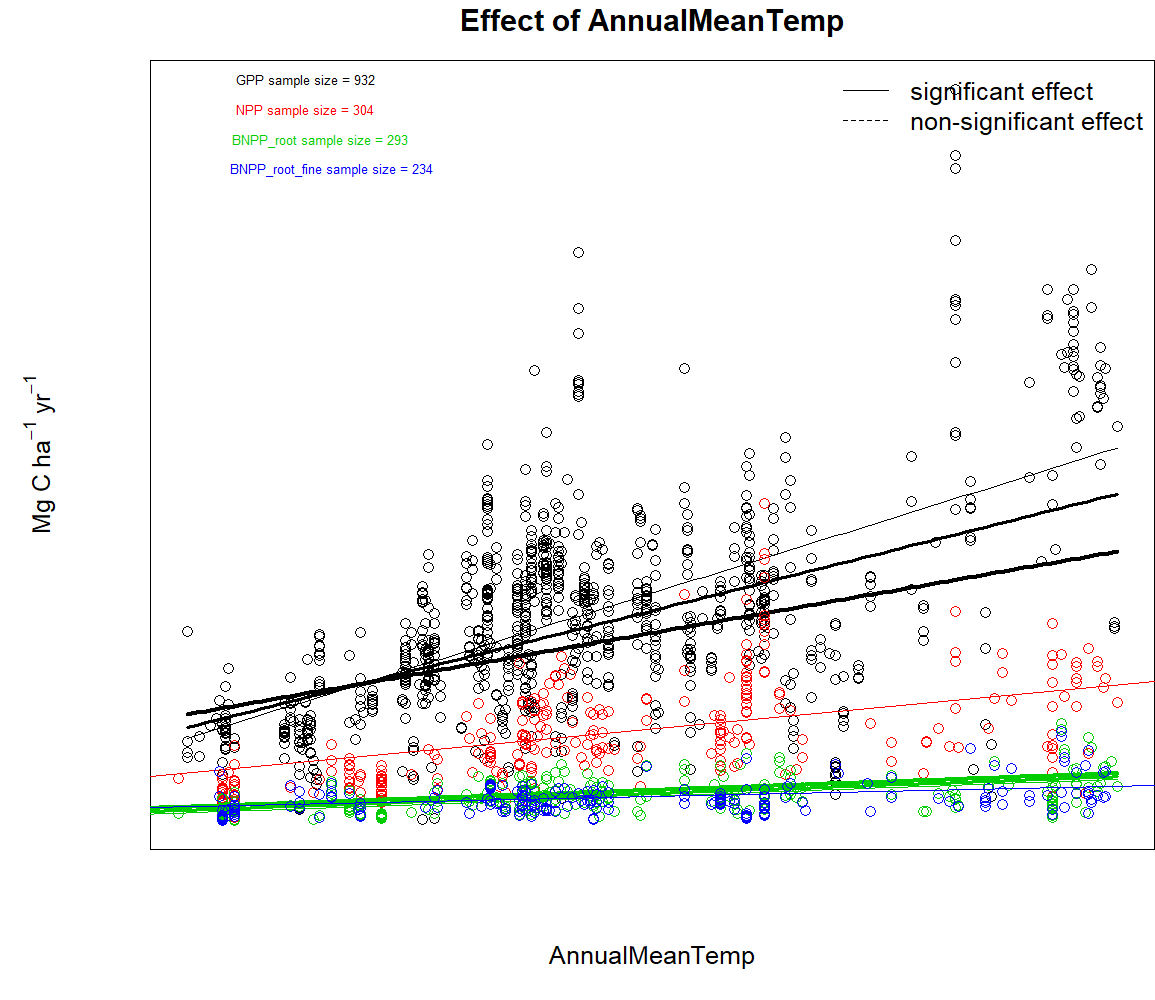 Effect of AnnualMeanTemp
GPP sample size = 932
NPP sample size = 304
BNPP_root sample size = 293
BNPP_root_fine sample size = 234
significant effect
non-significant effect
Mg C ha⁻¹ yr⁻¹
AnnualMeanTemp